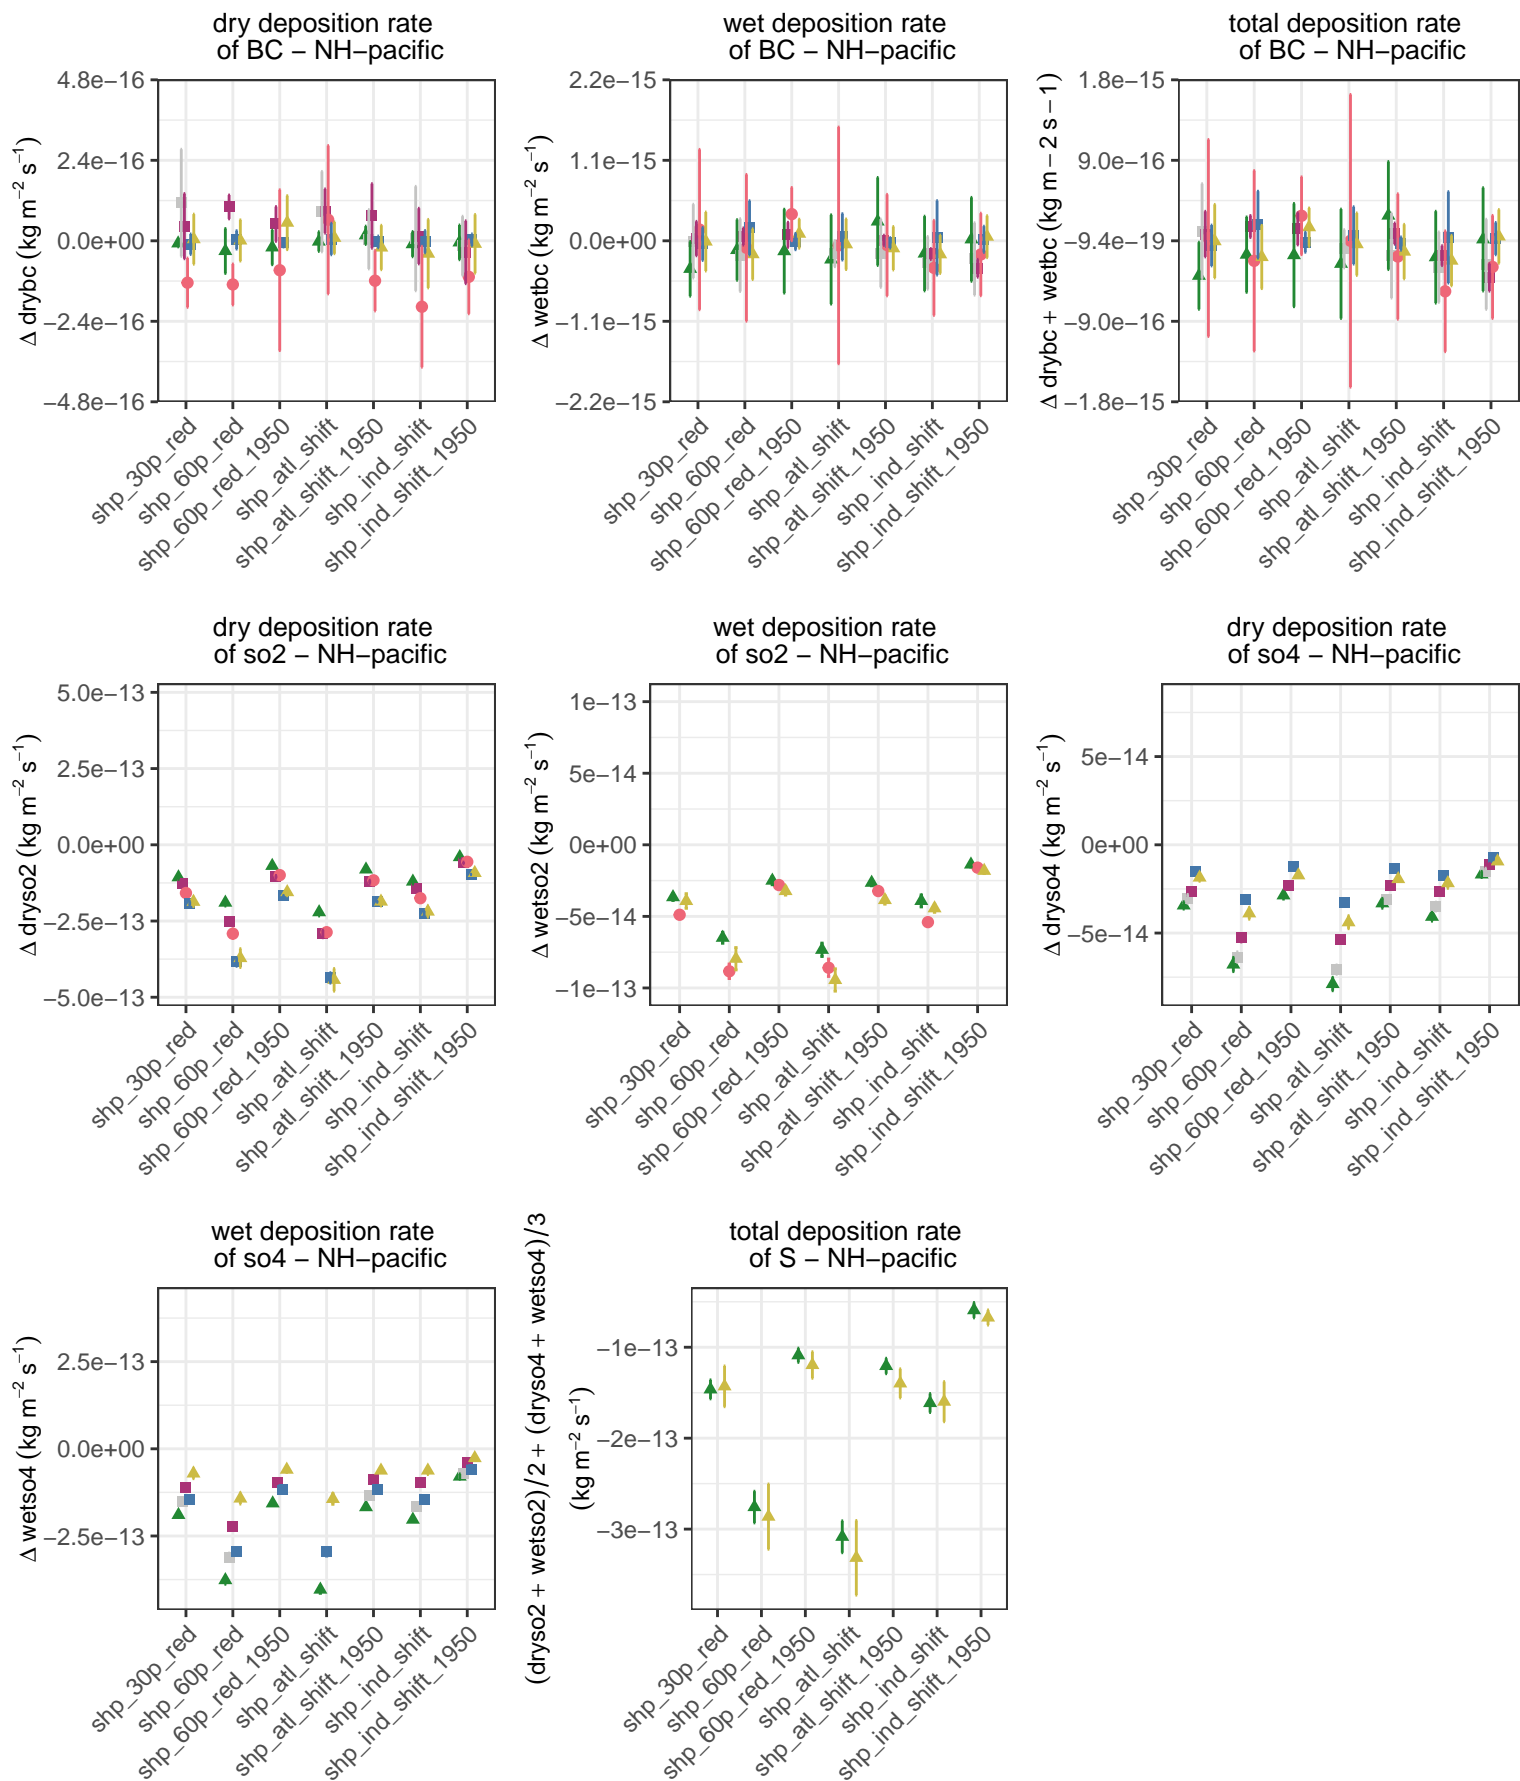 dry deposition rate
of BC − NH−pacific
Δ drybc (kg m−2 s−1)
4.8e−16
2.4e−16
0.0e+00
−2.4e−16
−4.8e−16
shp_30p_red
shp_60p_red
shp_60p_red_1950
shp_atl_shift
shp_atl_shift_1950
shp_ind_shift
shp_ind_shift_1950
wet deposition rate
of BC − NH−pacific
Δ wetbc (kg m−2 s−1)
2.2e−15
1.1e−15
0.0e+00
−1.1e−15
−2.2e−15
shp_30p_red
shp_60p_red
shp_60p_red_1950
shp_atl_shift
shp_atl_shift_1950
shp_ind_shift
shp_ind_shift_1950
total deposition rate
of BC − NH−pacific
Δ drybc + wetbc (kg m − 2 s − 1)
1.8e−15
9.0e−16
−9.4e−19
−9.0e−16
−1.8e−15
shp_30p_red
shp_60p_red
shp_60p_red_1950
shp_atl_shift
shp_atl_shift_1950
shp_ind_shift
shp_ind_shift_1950
dry deposition rate
of so2 − NH−pacific
Δ dryso2 (kg m−2 s−1)
5.0e−13
2.5e−13
0.0e+00
−2.5e−13
−5.0e−13
shp_30p_red
shp_60p_red
shp_60p_red_1950
shp_atl_shift
shp_atl_shift_1950
shp_ind_shift
shp_ind_shift_1950
wet deposition rate
of so2 − NH−pacific
Δ wetso2 (kg m−2 s−1)
1e−13
5e−14
0e+00
−5e−14
−1e−13
shp_30p_red
shp_60p_red
shp_60p_red_1950
shp_atl_shift
shp_atl_shift_1950
shp_ind_shift
shp_ind_shift_1950
dry deposition rate
of so4 − NH−pacific
Δ dryso4 (kg m−2 s−1)
5e−14
0e+00
−5e−14
shp_30p_red
shp_60p_red
shp_60p_red_1950
shp_atl_shift
shp_atl_shift_1950
shp_ind_shift
shp_ind_shift_1950
wet deposition rate
of so4 − NH−pacific
Δ wetso4 (kg m−2 s−1)
2.5e−13
0.0e+00
−2.5e−13
shp_30p_red
shp_60p_red
shp_60p_red_1950
shp_atl_shift
shp_atl_shift_1950
shp_ind_shift
shp_ind_shift_1950
total deposition rate
of S − NH−pacific
(dryso2 + wetso2)/2 + (dryso4 + wetso4)/3
(kg m−2 s−1)
−1e−13
−2e−13
−3e−13
shp_30p_red
shp_60p_red
shp_60p_red_1950
shp_atl_shift
shp_atl_shift_1950
shp_ind_shift
shp_ind_shift_1950